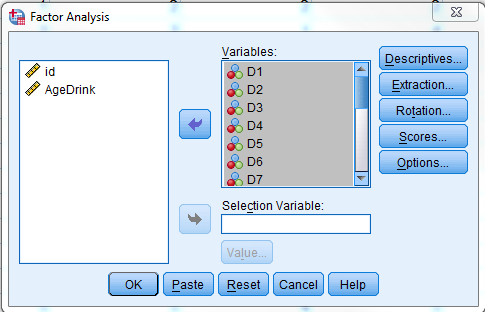 Factor Analysis
id
AgeDrink
Variables:
D1
D2
D3
D4
D5
D6
D7
Selection Variable:
Value...
Descriptives...
Extraction...
Rotation...
Scores...
Options...
OK Paste Reset Cancel Help